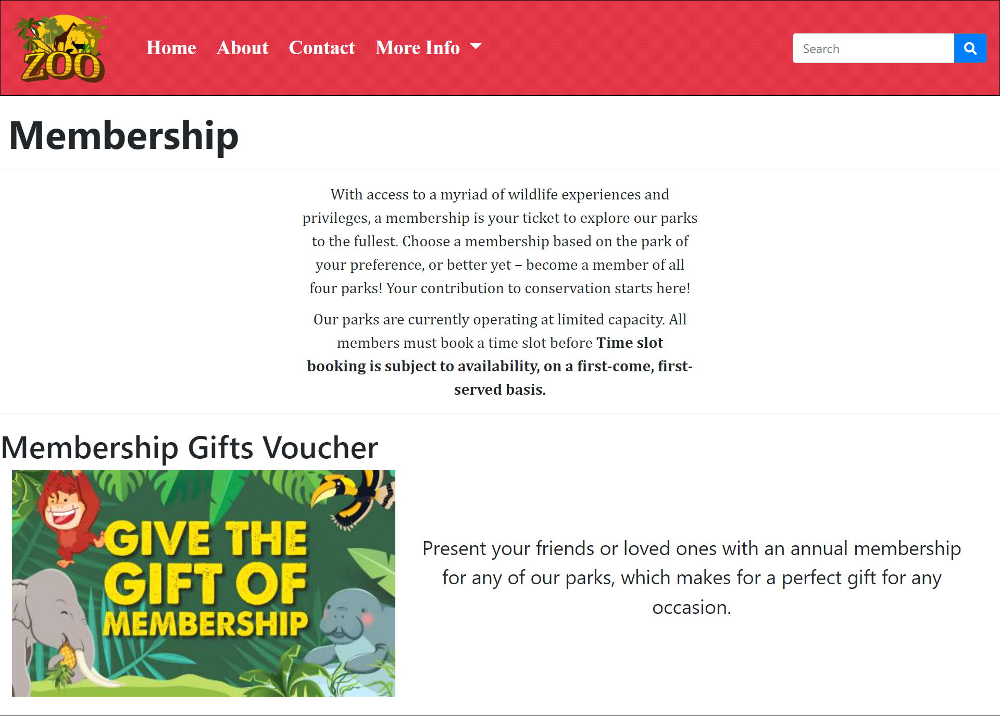 ZOO
Home About Contact More Info
Search
Membership
With access to a myriad of wildlife experiences and
privileges, a membership is your ticket to explore our parks
to the fullest. Choose a membership based on the park of
your preference, or better yet – become a member of all
four parks! Your contribution to conservation starts here!
Our parks are currently operating at limited capacity. All
members must book a time slot before Time slot
booking is subject to availability, on a first-come, first-
served basis.
Membership Gifts Voucher
GIVE THE
GIFT OF
MEMBERSHIP
Present your friends or loved ones with an annual membership
for any of our parks, which makes for a perfect gift for any
occasion.